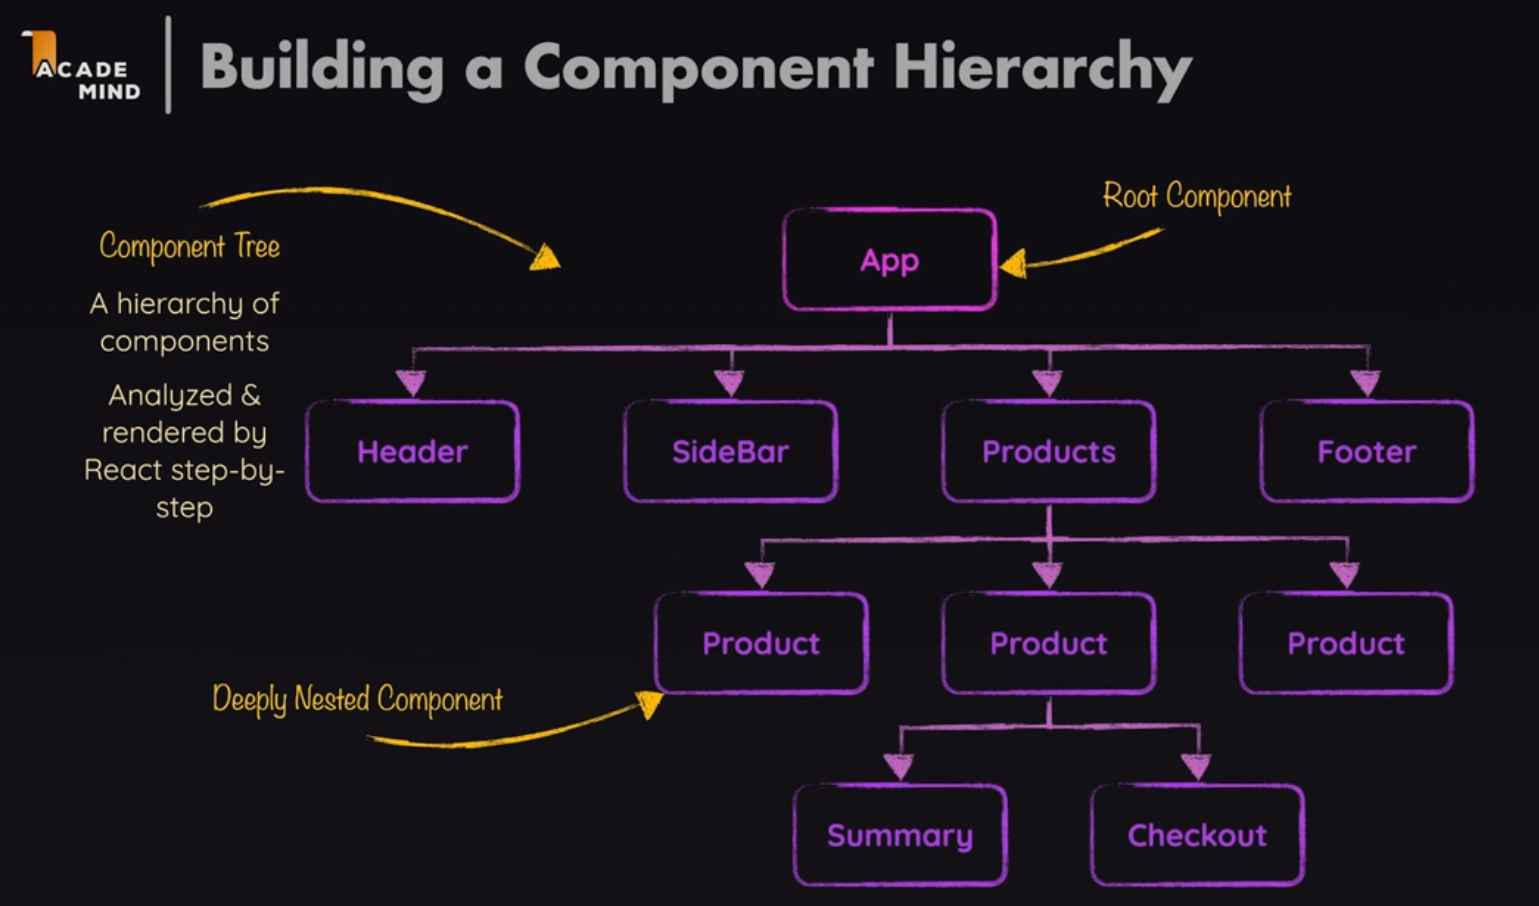 ACADE
MIND
Building a Component Hierarchy
Root Component
Component Tree
App
A hierarchy of
components
Analyzed &
rendered by
React step-by-
step
Header
SideBar
Products
Footer
Product
Product
Product
Deeply Nested Component
Summary
Checkout